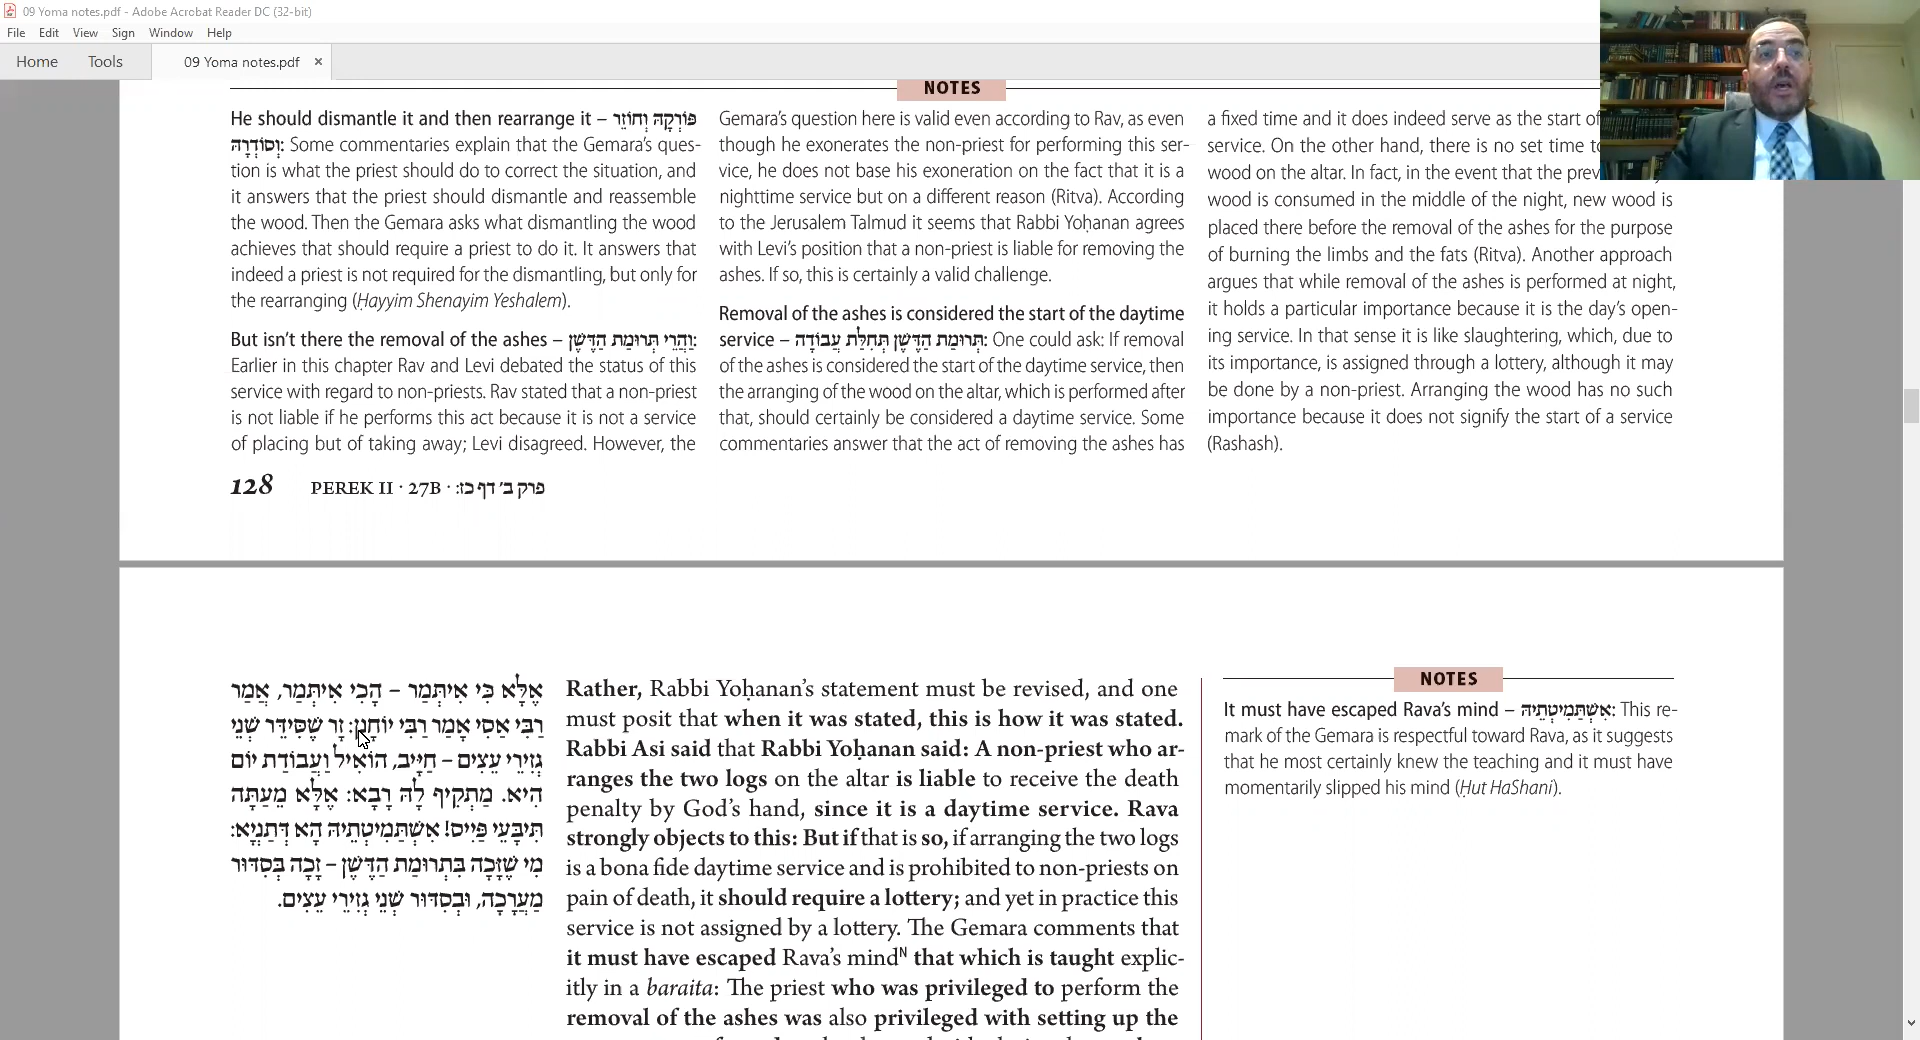 09 Yoma notes.pdf - Adobe Acrobat Reader DC (32-bit)
File Edit View Sign Window Help
Home Tools 09 Yoma notes.pdf ×
NOTES
He should dismantle it and then rearrange it – פּוֹרְקָהּ וְחוֹזֵר
וְסוֹדְרָהּ: Some commentaries explain that the Gemara's ques-
tion is what the priest should do to correct the situation, and
it answers that the priest should dismantle and reassemble
the wood. Then the Gemara asks what dismantling the wood
achieves that should require a priest to do it. It answers that
indeed a priest is not required for the dismantling, but only for
the rearranging (Ḥayyim Shenayim Yeshalem).
But isn't there the removal of the ashes – וַהֲרֵי תְּרוּמַת הַדֶּשֶׁן:
Earlier in this chapter Rav and Levi debated the status of this
service with regard to non-priests. Rav stated that a non-priest
is not liable if he performs this act because it is not a service
of placing but of taking away; Levi disagreed. However, the
Gemara's question here is valid even according to Rav, as even
though he exonerates the non-priest for performing this ser-
vice, he does not base his exoneration on the fact that it is a
nighttime service but on a different reason (Ritva). According
to the Jerusalem Talmud it seems that Rabbi Yoḥanan agrees
with Levi's position that a non-priest is liable for removing the
ashes. If so, this is certainly a valid challenge.
Removal of the ashes is considered the start of the daytime
service – תְּרוּמַת הַדֶּשֶׁן תְּחִלַּת עֲבוֹדָה: One could ask: If removal
of the ashes is considered the start of the daytime service, then
the arranging of the wood on the altar, which is performed after
that, should certainly be considered a daytime service. Some
commentaries answer that the act of removing the ashes has
a fixed time and it does indeed serve as the start of
service. On the other hand, there is no set time
wood on the altar. In fact, in the event that the
wood is consumed in the middle of the night, new wood is
placed there before the removal of the ashes for the purpose
of burning the limbs and the fats (Ritva). Another approach
argues that while removal of the ashes is performed at night,
it holds a particular importance because it is the day's open-
ing service. In that sense it is like slaughtering, which, due to
its importance, is assigned through a lottery, although it may
be done by a non-priest. Arranging the wood has no such
importance because it does not signify the start of a service
(Rashash).
128 PEREK II · 27B · פרק ב׳ דף כז:
אֶלָּא כִּי אִיתְּמַר – הָכִי אִיתְּמַר, אָמַר
רַבִּי אַסִי אָמַר רַבִּי יוֹחָנָן: זָר שֶׁסִּידֵּר שְׁנֵי
גְזִירֵי עֵצִים – חַיָּיב, הוֹאִיל וַעֲבוֹדַת יוֹם
הִיא. מַתְקִיף לָהּ רָבָא: אֶלָּא מֵעַתָּה
תִּיבָּעֵי פַּיִיס! אִשְׁתַּמִיטְתֵיהּ הָא דְּתַנְיָא:
מִי שֶׁזָּכָה בִּתְרוּמַת הַדֶּשֶׁן – זָכָה בְּסִדּוּר
מַעֲרָכָה, וּבְסִדּוּר שְׁנֵי גְזִירֵי עֵצִים.
Rather, Rabbi Yoḥanan's statement must be revised, and one
must posit that when it was stated, this is how it was stated.
Rabbi Asi said that Rabbi Yoḥanan said: A non-priest who ar-
ranges the two logs on the altar is liable to receive the death
penalty by God's hand, since it is a daytime service. Rava
strongly objects to this: But if that is so, if arranging the two logs
is a bona fide daytime service and is prohibited to non-priests on
pain of death, it should require a lottery; and yet in practice this
service is not assigned by a lottery. The Gemara comments that
it must have escaped Rava's mindᴺ that which is taught explic-
itly in a baraita: The priest who was privileged to perform the
removal of the ashes was also privileged with setting up the
NOTES
It must have escaped Rava's mind – אִשְׁתַּמִיטְתֵיהּ: This re-
mark of the Gemara is respectful toward Rava, as it suggests
that he most certainly knew the teaching and it must have
momentarily slipped his mind (Ḥut HaShani).